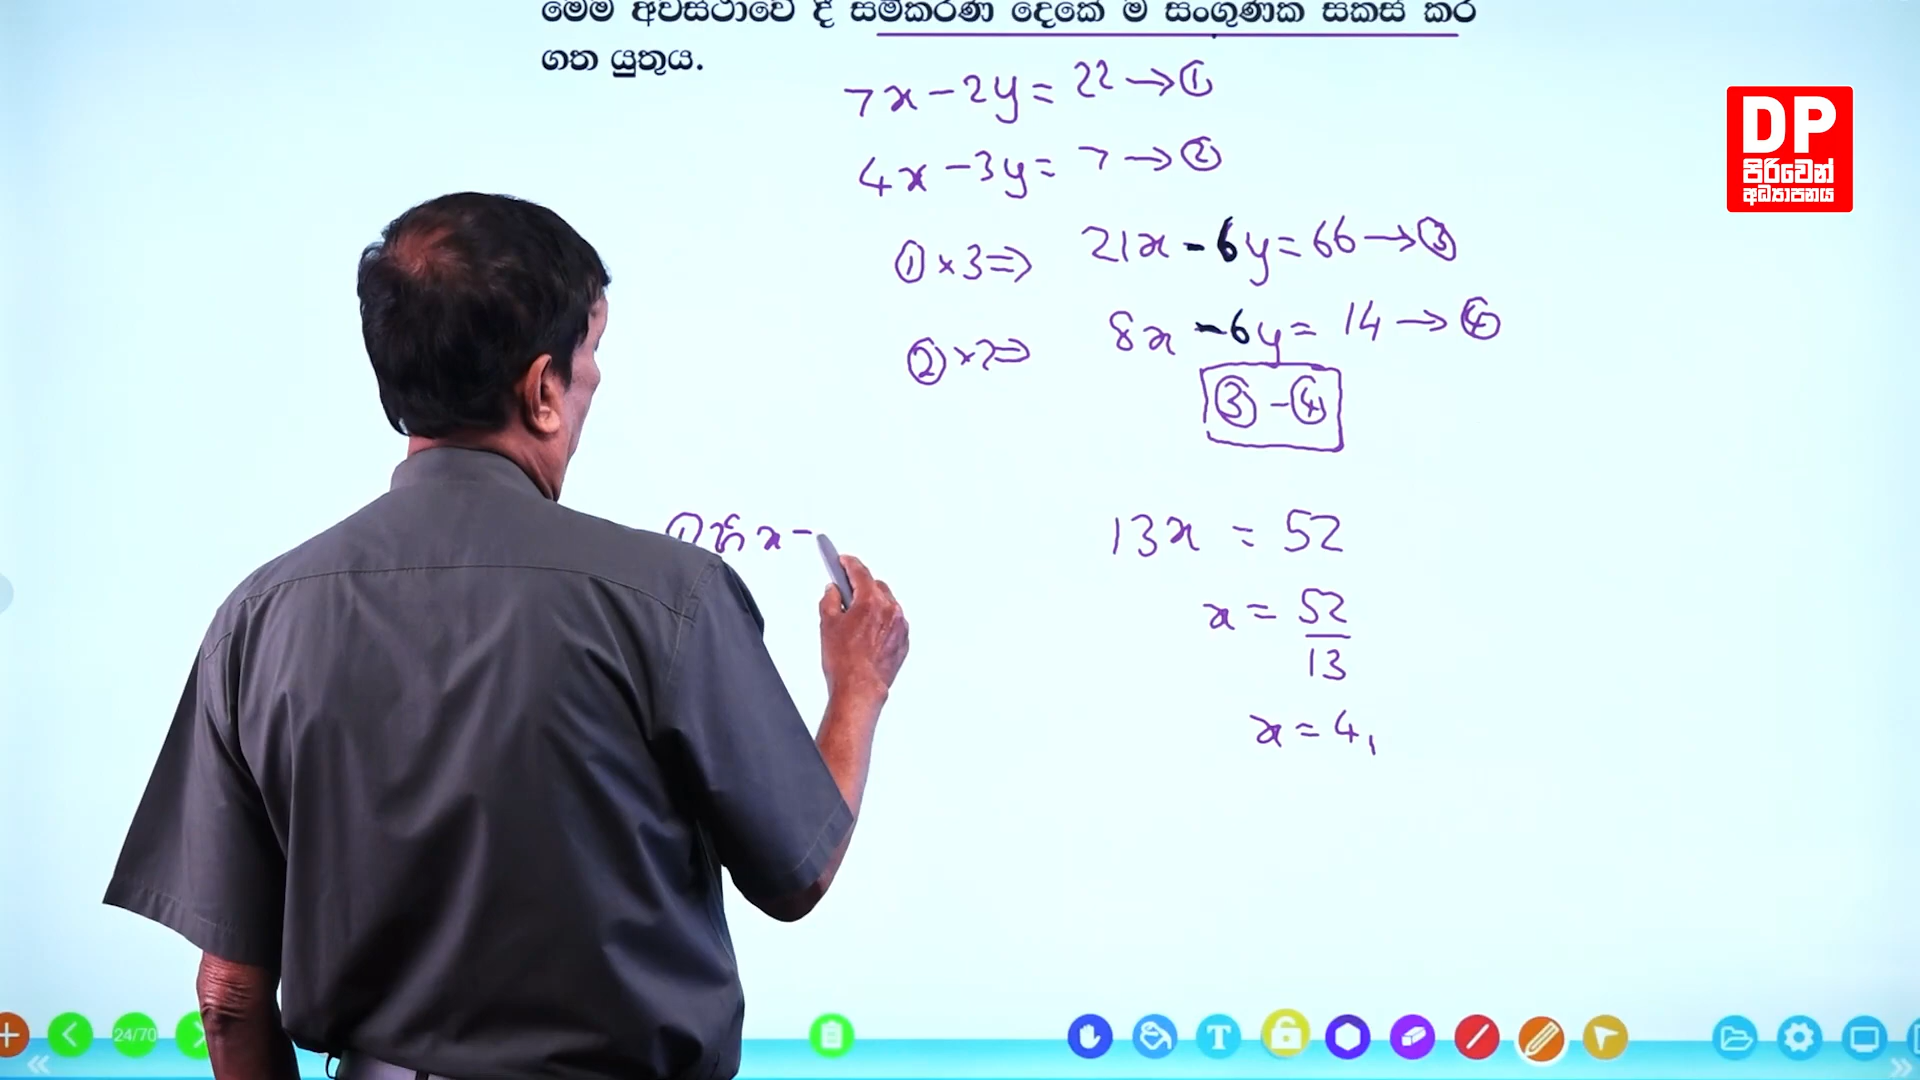 මෙම අවස්ථාවේ දී සමීකරණ දෙකේ ම සංගුණක සකස් කර
ගත යුතුය.
7x - 2y = 22 → ①
4x - 3y = 7 → ②
① × 3 ⇒ 21x - 6y = 66 → ③
② × 2 ⇒ 8x - 6y = 14 → ④
③ - ④
①හි x =
13x = 52
x = 52/13
x = 4,
DP
පිරිවෙන්
අධ්‍යාපනය
24/70
T